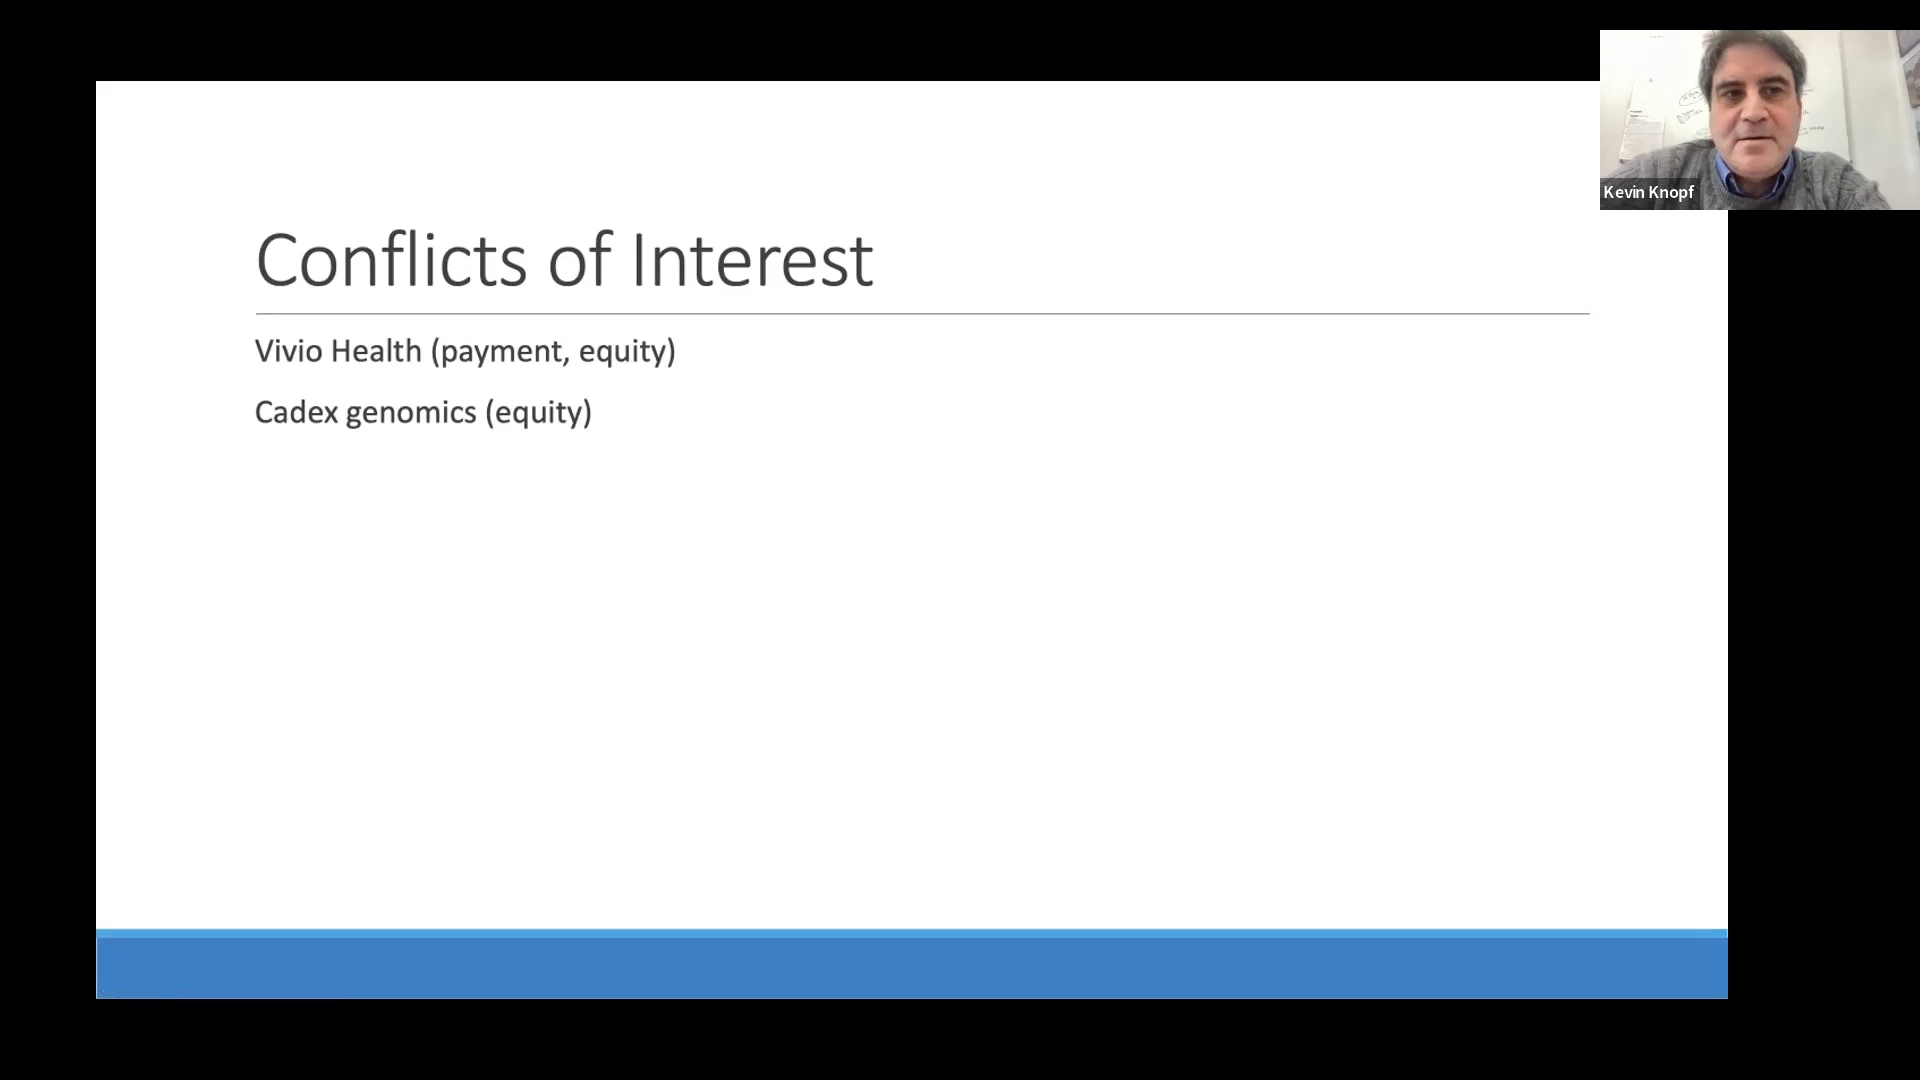 Conflicts of Interest
Vivio Health (payment, equity)
Cadex genomics (equity)
Kevin Knopf